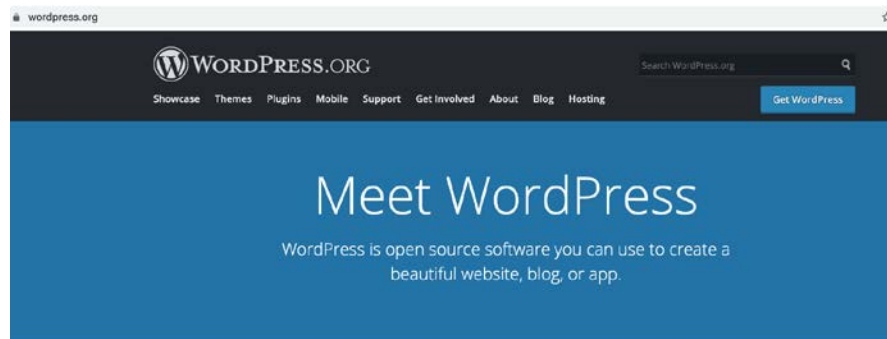 wordpress.org
WORDPRESS.ORG
Search WordPress.org
Showcase Themes Plugins Mobile Support Get Involved About Blog Hosting
Get WordPress
Meet WordPress
WordPress is open source software you can use to create a
beautiful website, blog, or app.